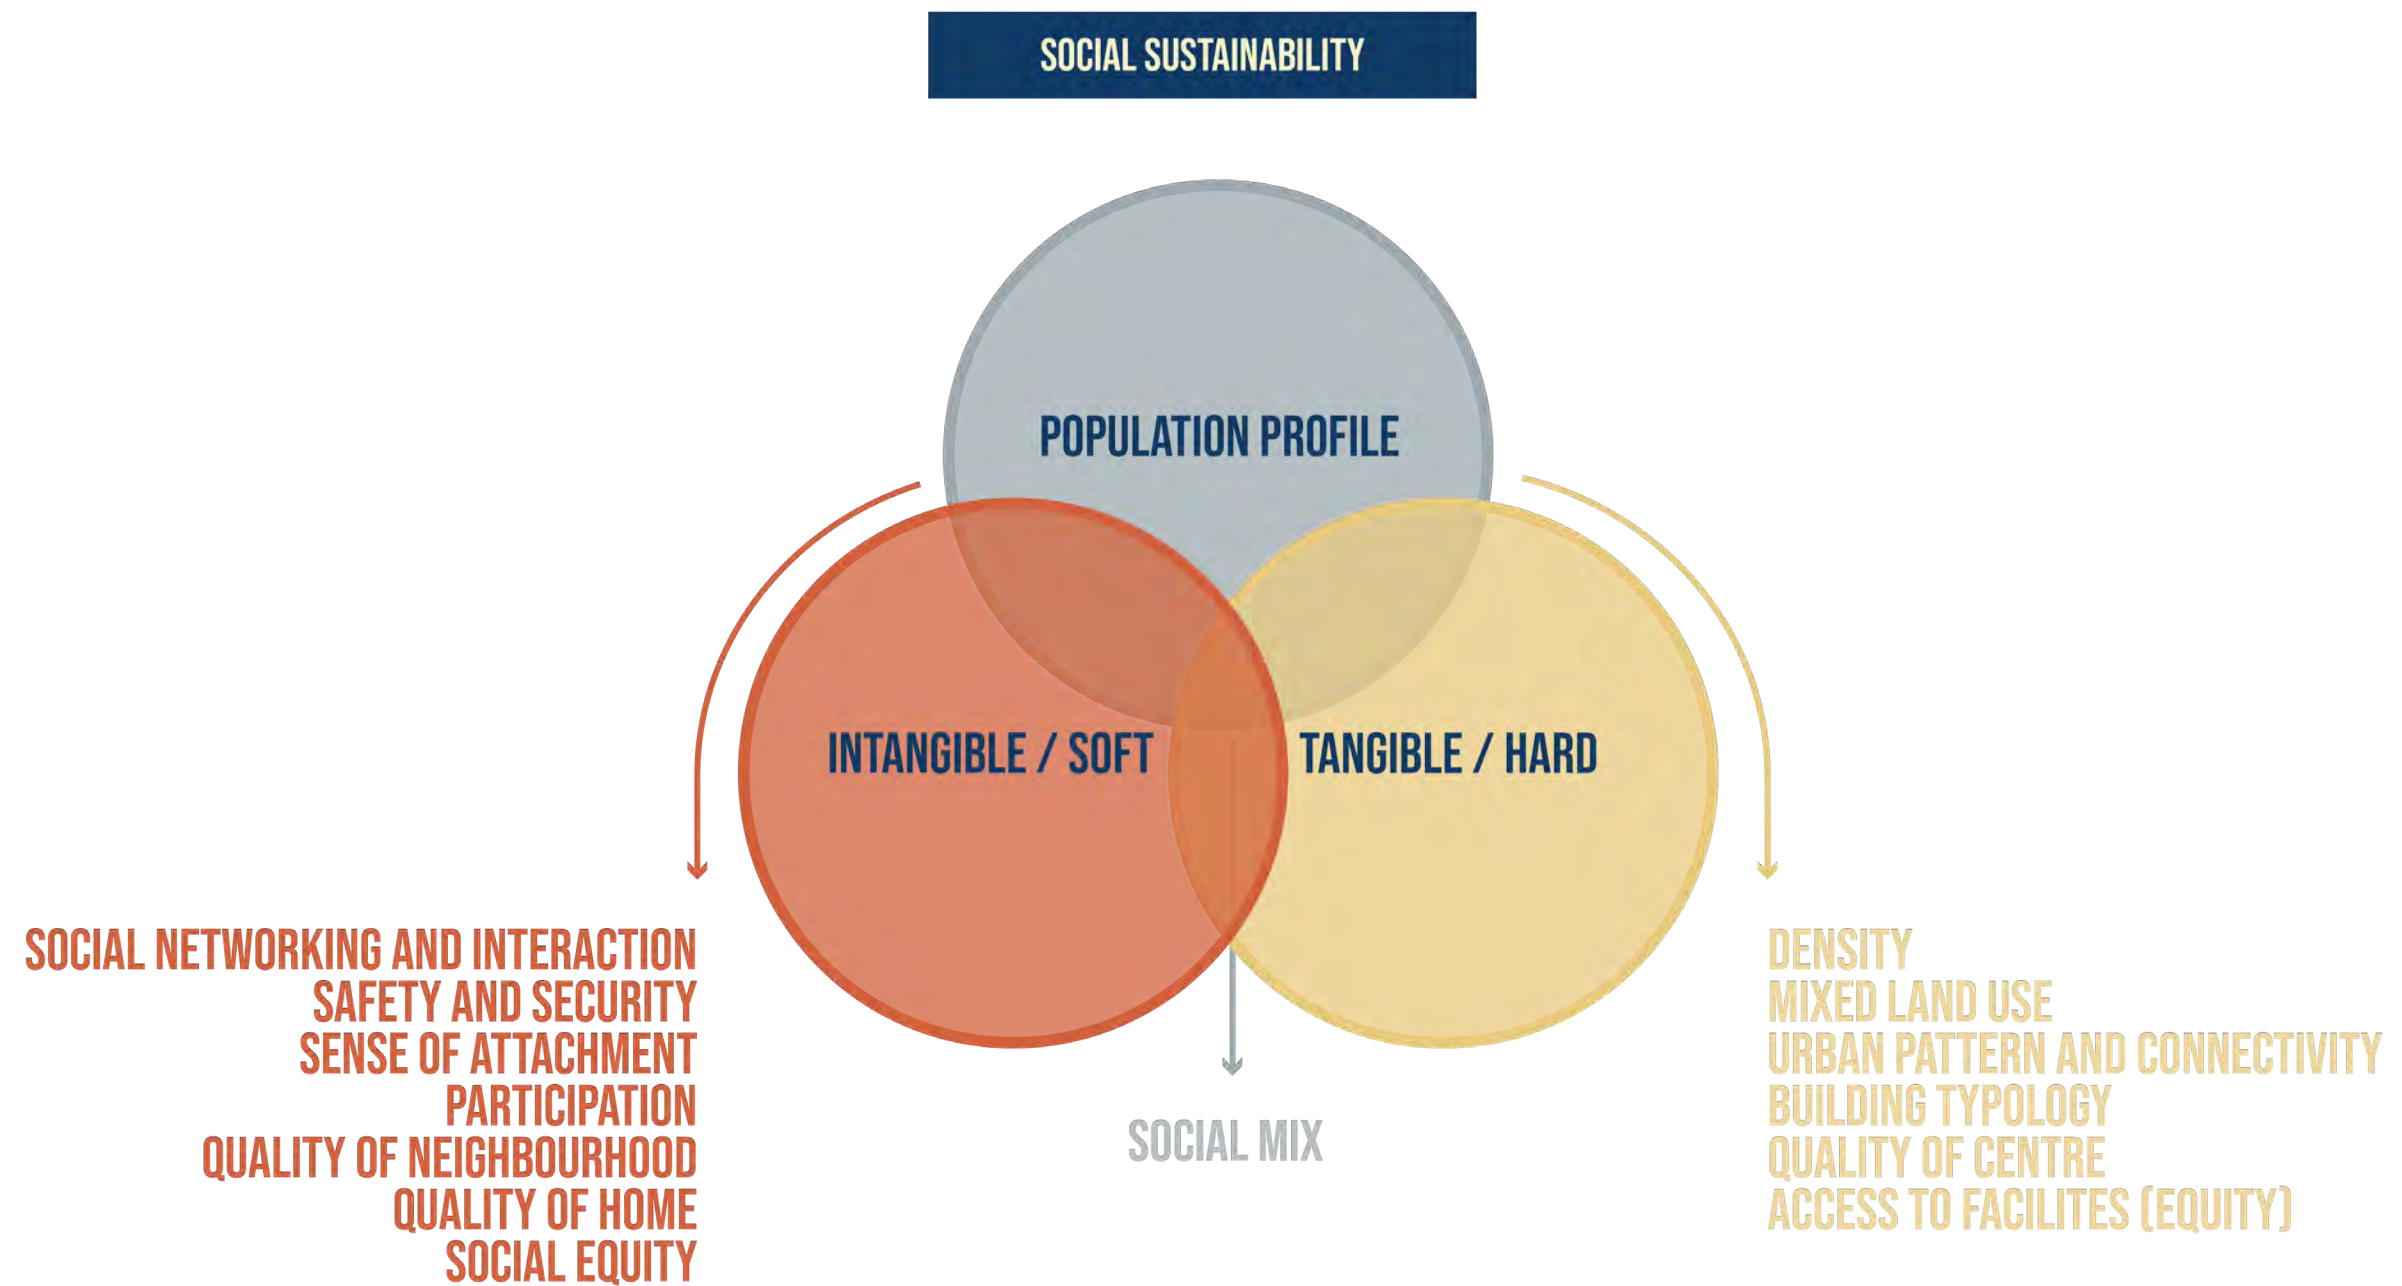 SOCIAL SUSTAINABILITY
POPULATION PROFILE
INTANGIBLE / SOFT
TANGIBLE / HARD
SOCIAL NETWORKING AND INTERACTION
SAFETY AND SECURITY
SENSE OF ATTACHMENT
PARTICIPATION
QUALITY OF NEIGHBOURHOOD
QUALITY OF HOME
SOCIAL EQUITY
SOCIAL MIX
DENSITY
MIXED LAND USE
URBAN PATTERN AND CONNECTIVITY
BUILDING TYPOLOGY
QUALITY OF CENTRE
ACCESS TO FACILITES (EQUITY)